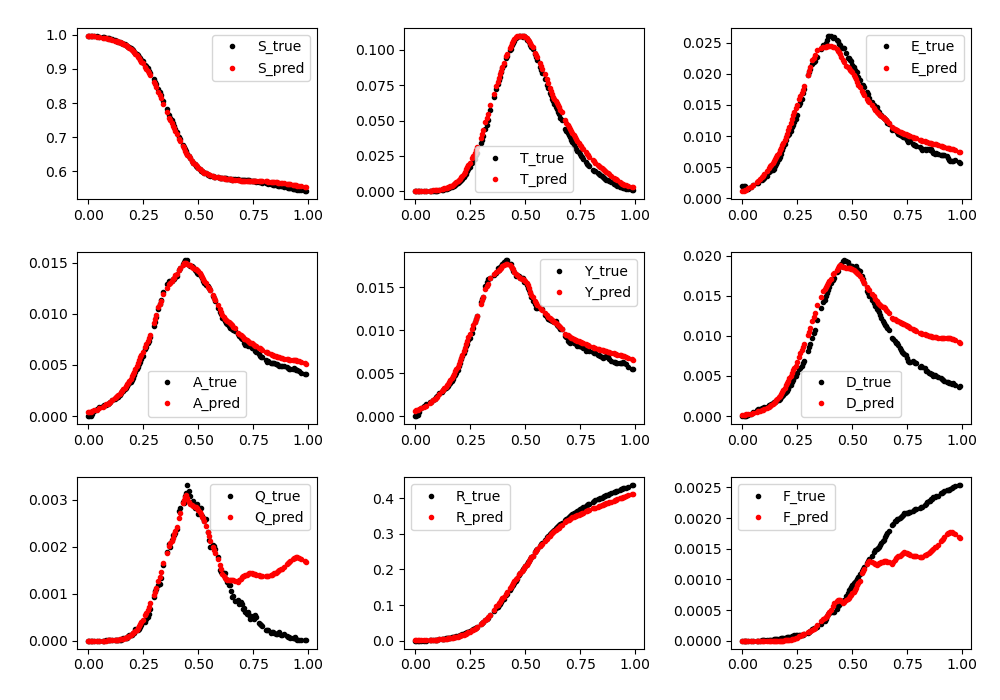 1.0
0.9
0.8
0.7
0.6
0.00 0.25 0.50 0.75 1.00
S_true
S_pred
0.100
0.075
0.050
0.025
0.000
0.00 0.25 0.50 0.75 1.00
T_true
T_pred
0.025
0.020
0.015
0.010
0.005
0.000
0.00 0.25 0.50 0.75 1.00
E_true
E_pred
0.015
0.010
0.005
0.000
0.00 0.25 0.50 0.75 1.00
A_true
A_pred
0.015
0.010
0.005
0.000
0.00 0.25 0.50 0.75 1.00
Y_true
Y_pred
0.020
0.015
0.010
0.005
0.000
0.00 0.25 0.50 0.75 1.00
D_true
D_pred
0.003
0.002
0.001
0.000
0.00 0.25 0.50 0.75 1.00
Q_true
Q_pred
0.4
0.3
0.2
0.1
0.0
0.00 0.25 0.50 0.75 1.00
R_true
R_pred
0.0025
0.0020
0.0015
0.0010
0.0005
0.0000
0.00 0.25 0.50 0.75 1.00
F_true
F_pred